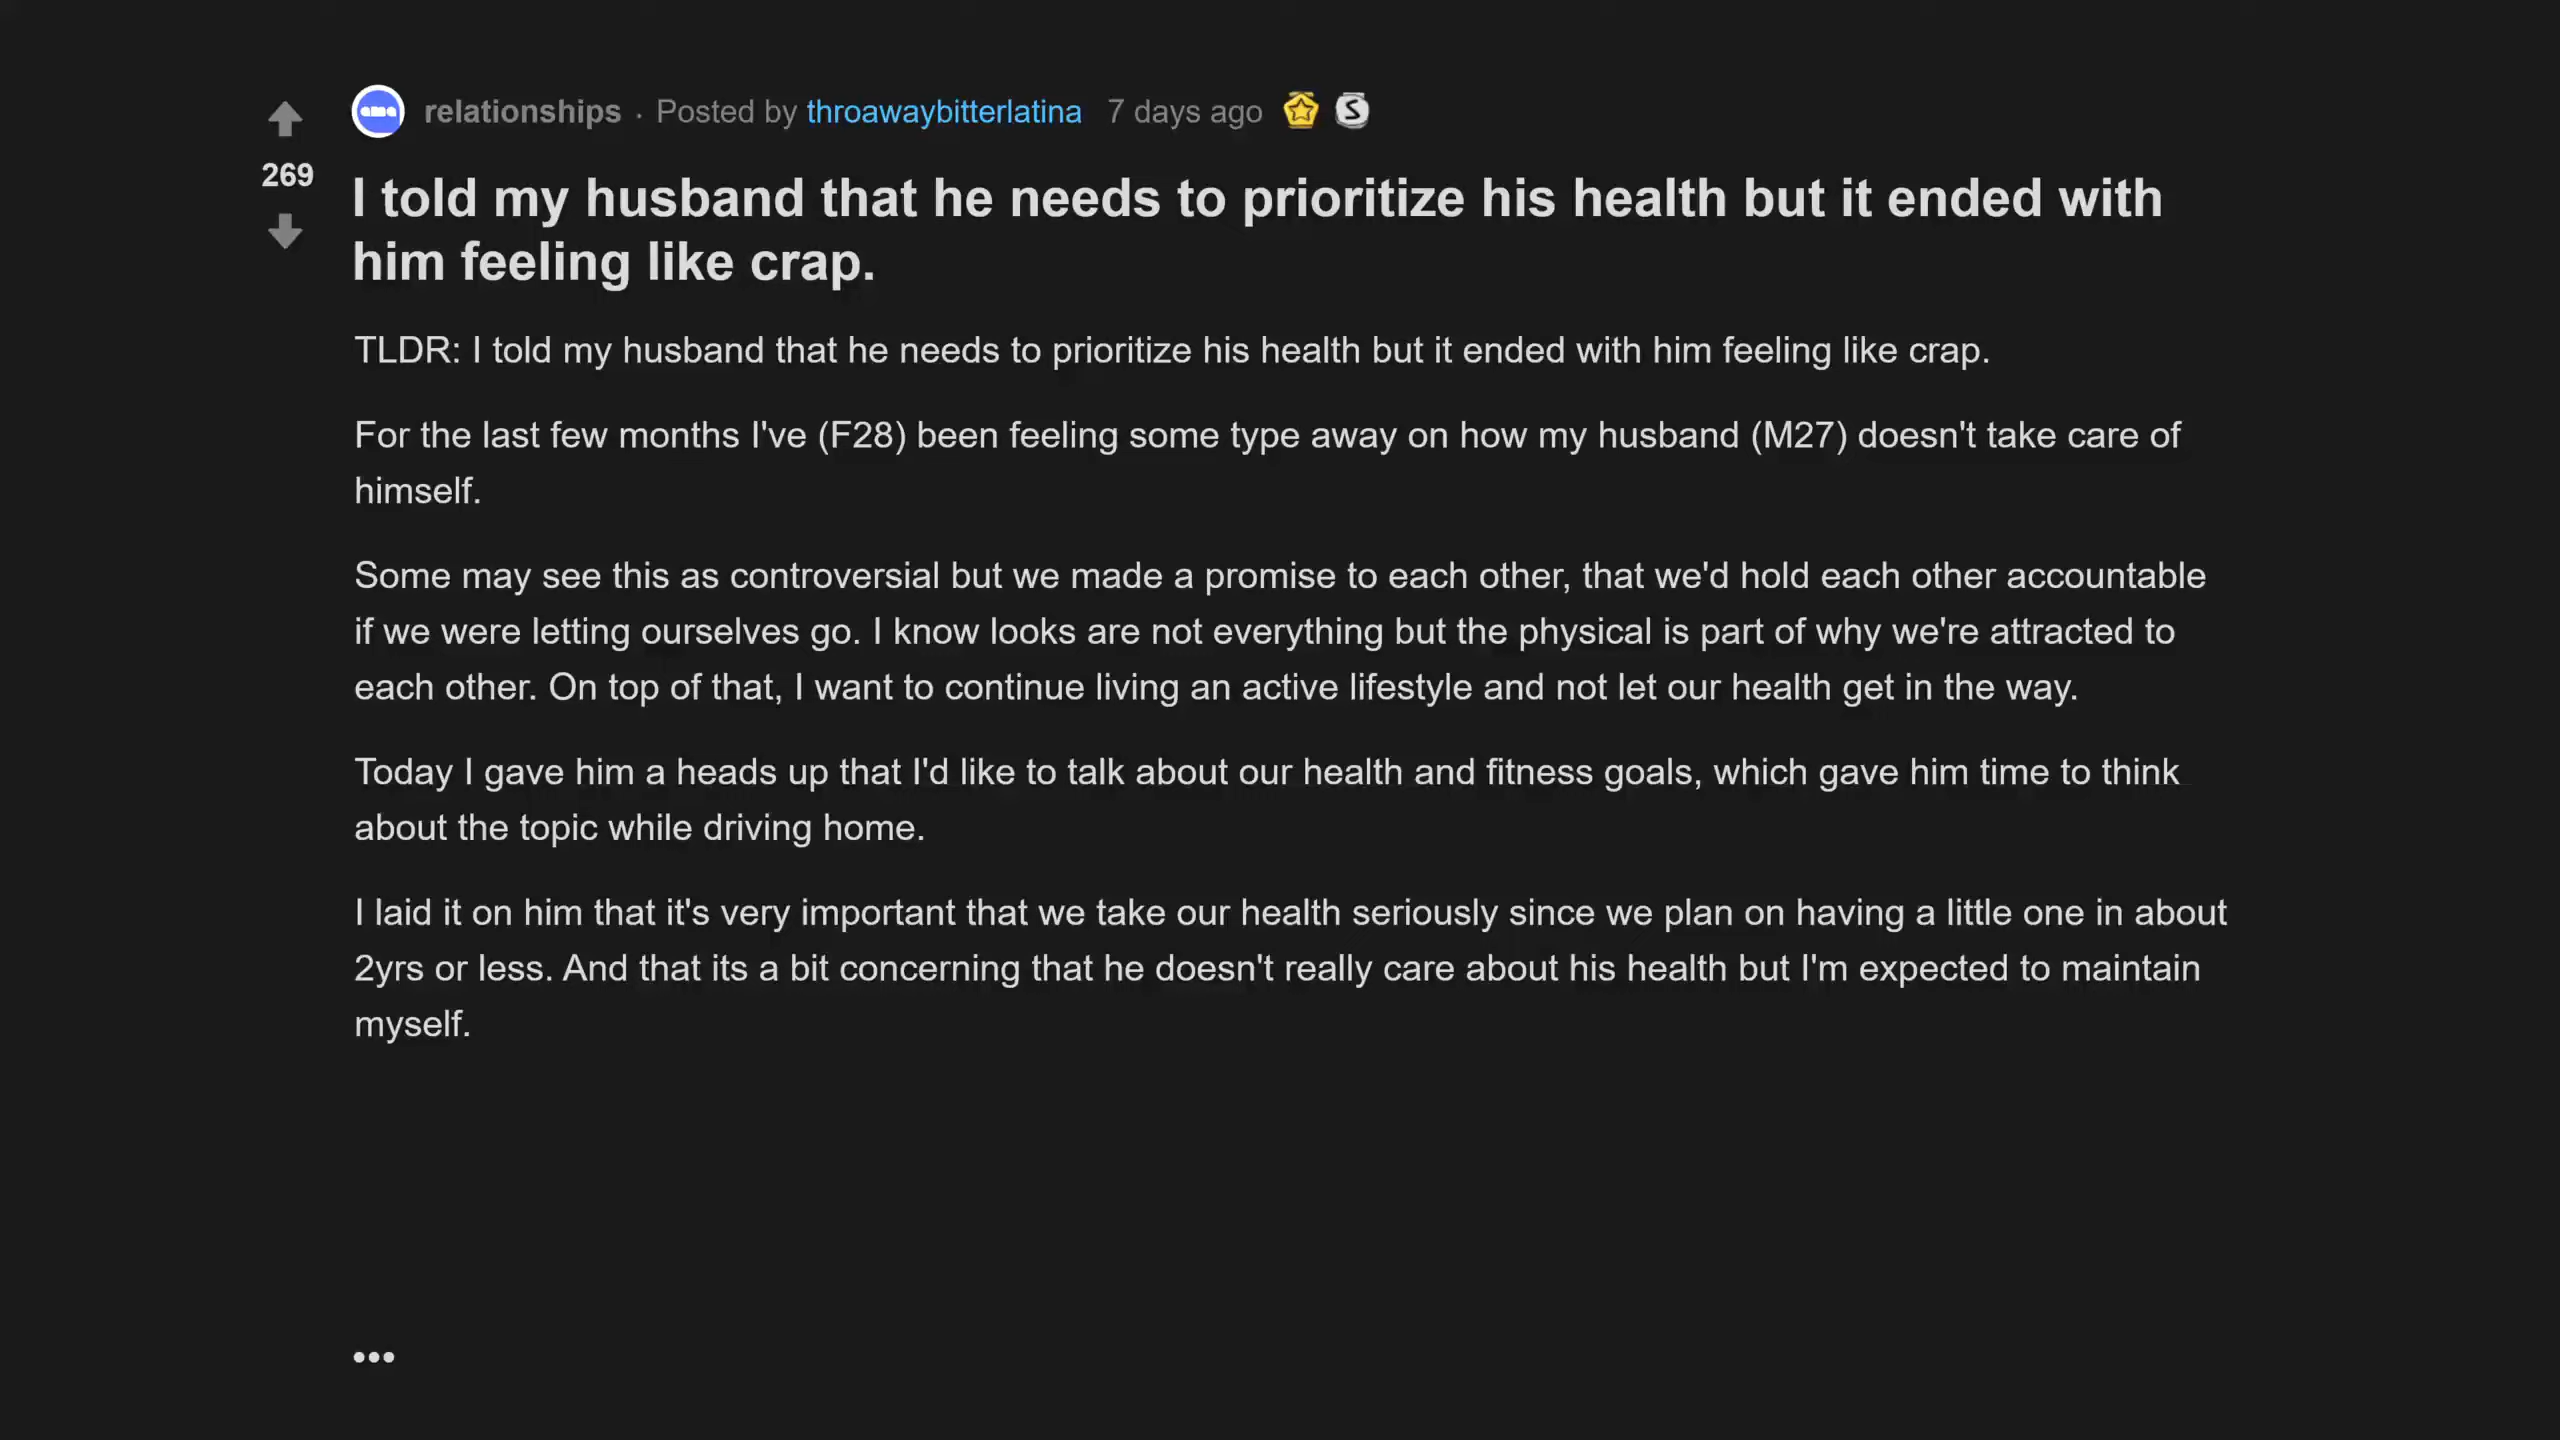 ama relationships · Posted by throawaybitterlatina 7 days ago S
269
I told my husband that he needs to prioritize his health but it ended with
him feeling like crap.
TLDR: I told my husband that he needs to prioritize his health but it ended with him feeling like crap.
For the last few months I've (F28) been feeling some type away on how my husband (M27) doesn't take care of
himself.
Some may see this as controversial but we made a promise to each other, that we'd hold each other accountable
if we were letting ourselves go. I know looks are not everything but the physical is part of why we're attracted to
each other. On top of that, I want to continue living an active lifestyle and not let our health get in the way.
Today I gave him a heads up that I'd like to talk about our health and fitness goals, which gave him time to think
about the topic while driving home.
I laid it on him that it's very important that we take our health seriously since we plan on having a little one in about
2yrs or less. And that its a bit concerning that he doesn't really care about his health but I'm expected to maintain
myself.
•••